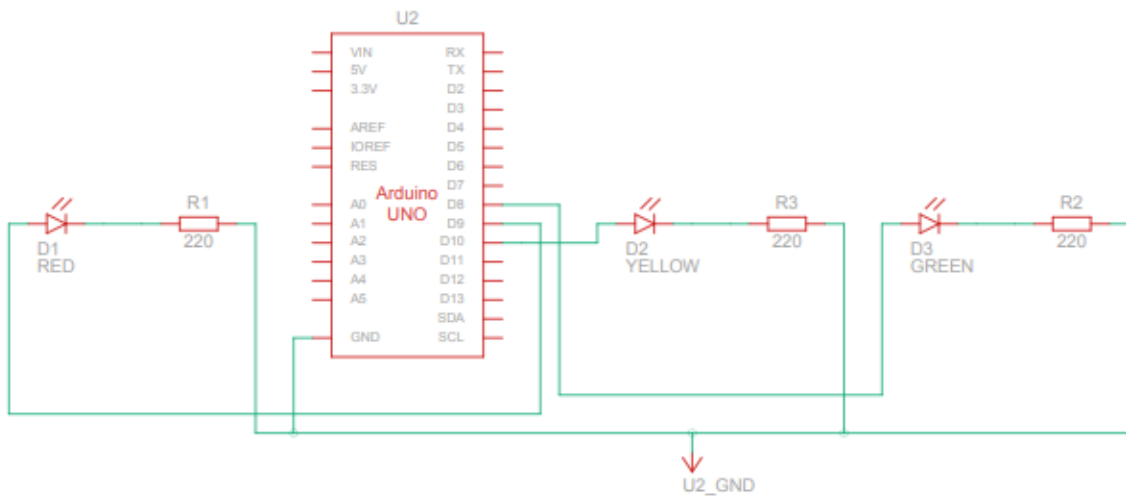 U2
VIN RX
5V TX
3.3V D2
D3
AREF D4
IOREF D5
RES D6
D7
Arduino
UNO
A0 D8
A1 D9
A2 D10
A3 D11
A4 D12
A5 D13
SDA
GND SCL
D1
RED
R1
220
D2
YELLOW
R3
220
D3
GREEN
R2
220
U2_GND